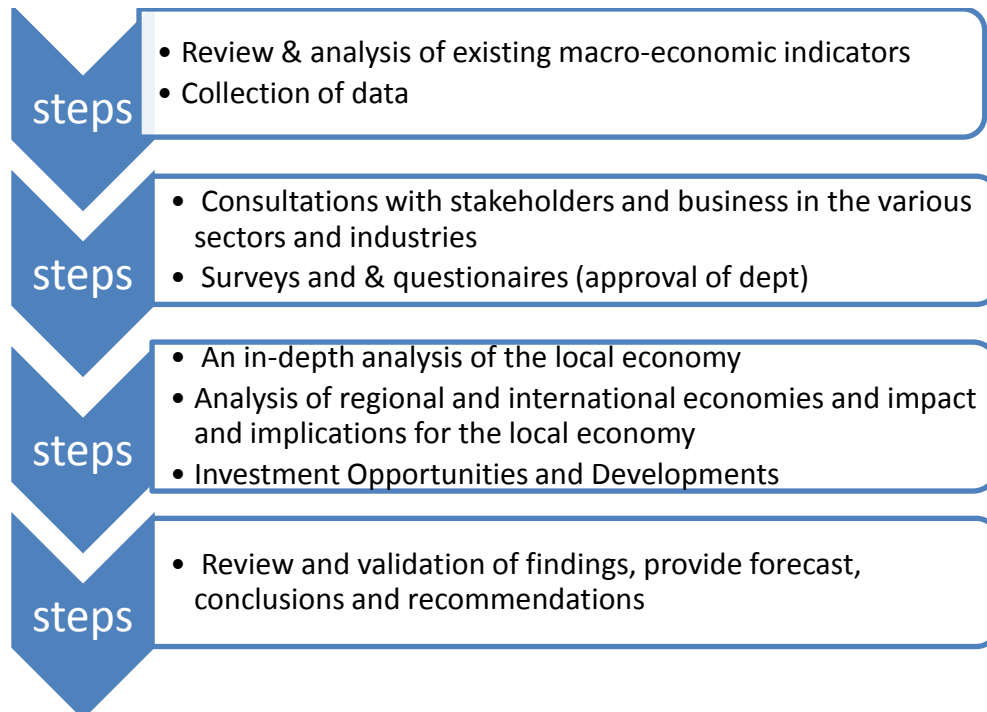 steps
• Review & analysis of existing macro-economic indicators
• Collection of data
steps
• Consultations with stakeholders and business in the various
sectors and industries
• Surveys and & questionaires (approval of dept)
steps
• An in-depth analysis of the local economy
• Analysis of regional and international economies and impact
and implications for the local economy
• Investment Opportunities and Developments
steps
• Review and validation of findings, provide forecast,
conclusions and recommendations